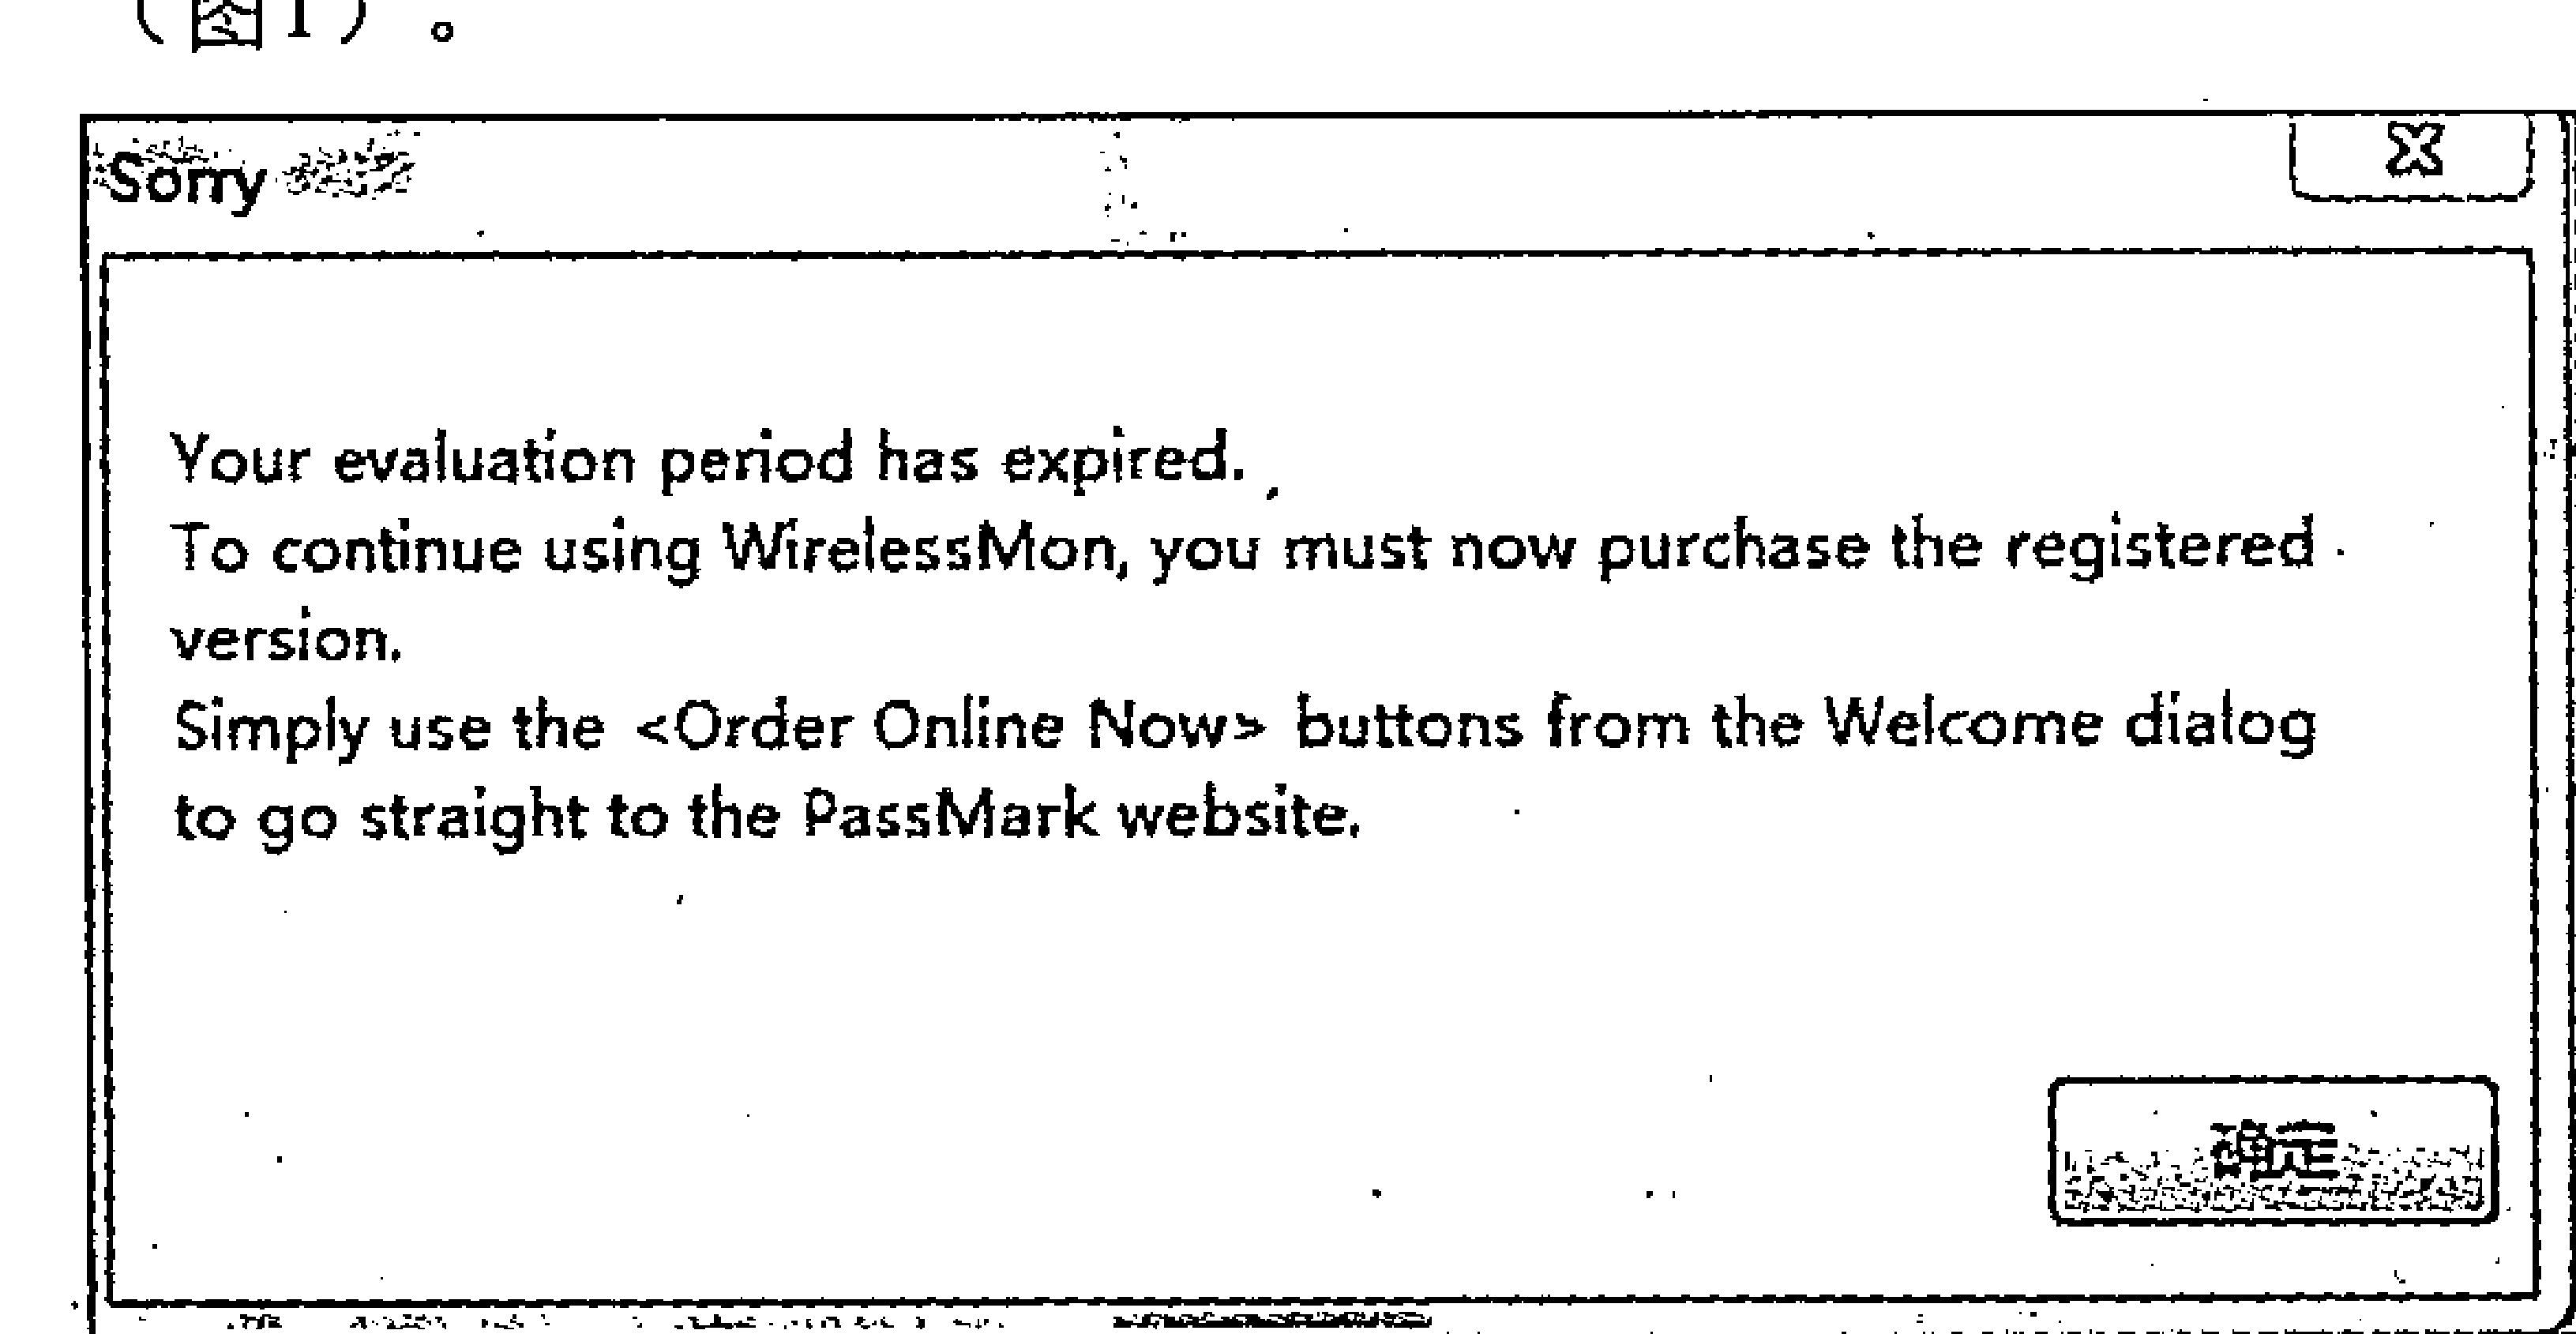 （图1）。
Sorry
Your evaluation period has expired.
To continue using WirelessMon, you must now purchase the registered
version.
Simply use the <Order Online Now> buttons from the Welcome dialog
to go straight to the PassMark website.
确定